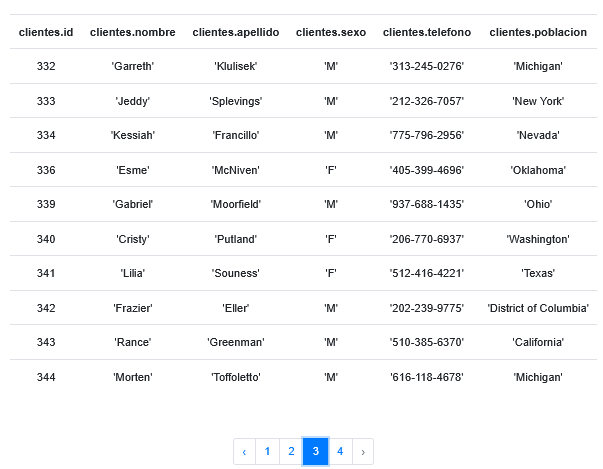 clientes.id clientes.nombre clientes.apellido clientes.sexo clientes.telefono clientes.poblacion
332 'Garreth' 'Klulisek' 'M' '313-245-0276' 'Michigan'
333 'Jeddy' 'Splevings' 'M' '212-326-7057' 'New York'
334 'Kessiah' 'Francillo' 'M' '775-796-2956' 'Nevada'
336 'Esme' 'McNiven' 'F' '405-399-4696' 'Oklahoma'
339 'Gabriel' 'Moorfield' 'M' '937-688-1435' 'Ohio'
340 'Cristy' 'Putland' 'F' '206-770-6937' 'Washington'
341 'Lilia' 'Souness' 'F' '512-416-4221' 'Texas'
342 'Frazier' 'Eller' 'M' '202-239-9775' 'District of Columbia'
343 'Rance' 'Greenman' 'M' '510-385-6370' 'California'
344 'Morten' 'Toffoletto' 'M' '616-118-4678' 'Michigan'
‹ 1 2 3 4 ›